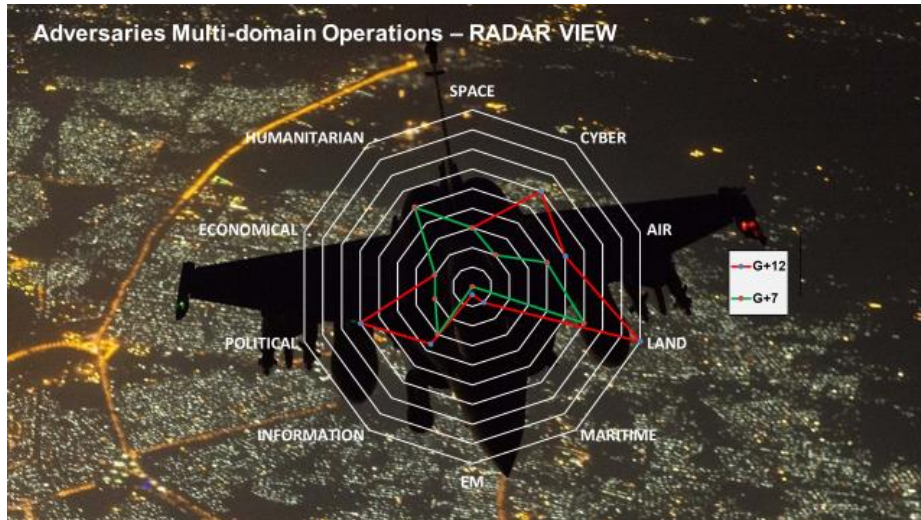 Adversaries Multi-domain Operations – RADAR VIEW
SPACE
HUMANITARIAN
CYBER
ECONOMICAL
AIR
G+12
G+7
POLITICAL
LAND
INFORMATION
MARITIME
EM